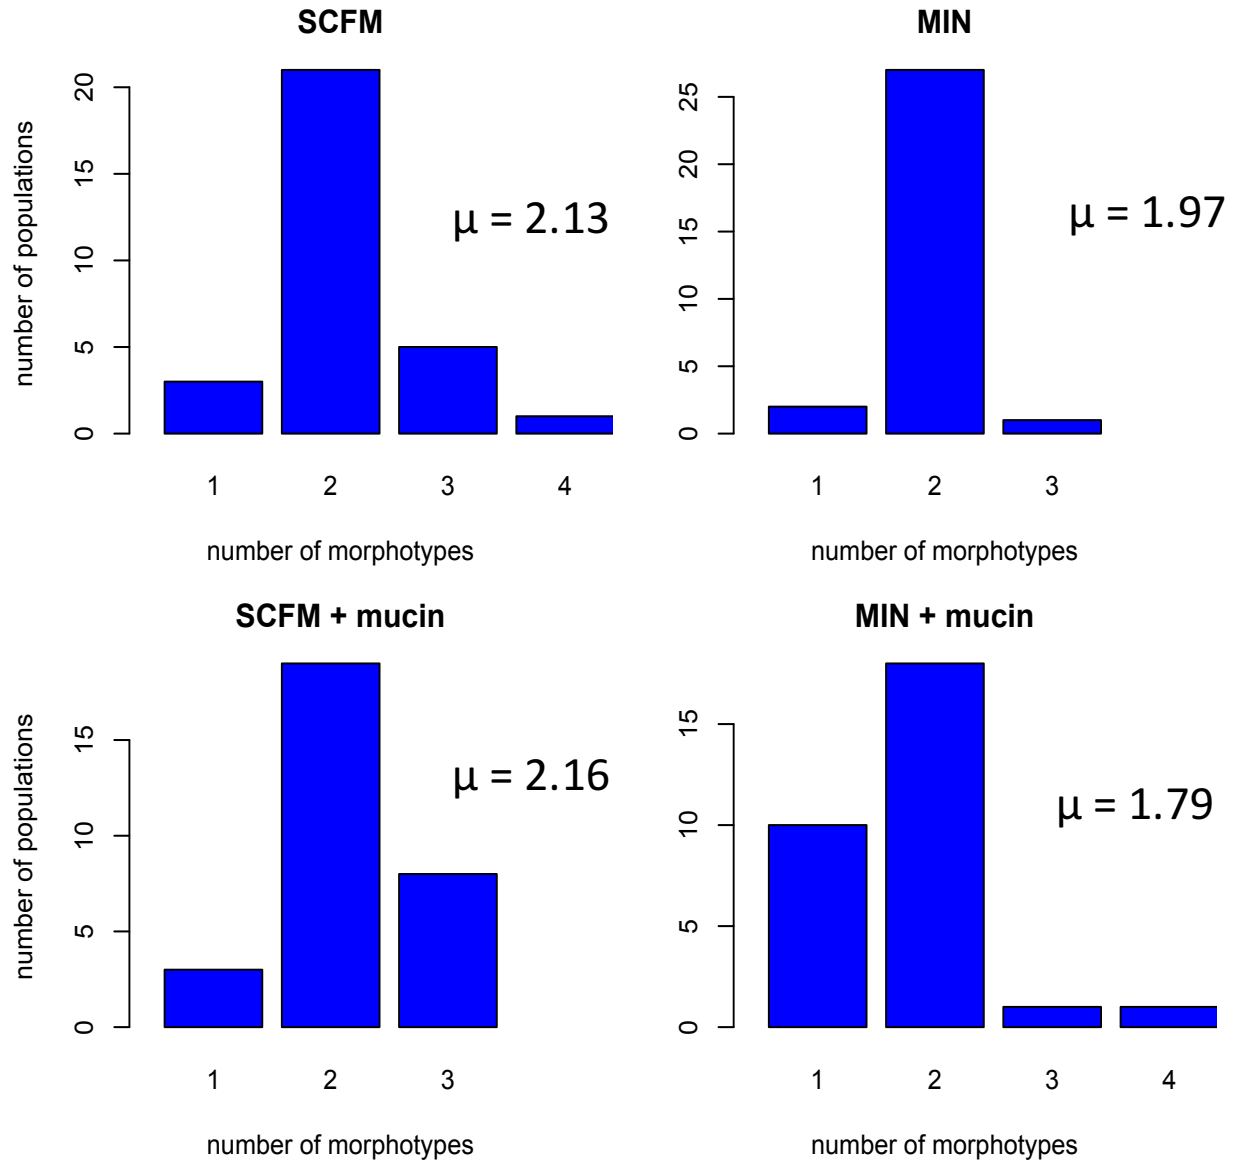 SCFM
number of populations
20
15
10
5
0
μ = 2.13
1 2 3 4
number of morphotypes
MIN
25
20
15
10
5
0
μ = 1.97
1 2 3
number of morphotypes
SCFM + mucin
number of populations
15
10
5
0
μ = 2.16
1 2 3
number of morphotypes
MIN + mucin
15
10
5
0
μ = 1.79
1 2 3 4
number of morphotypes